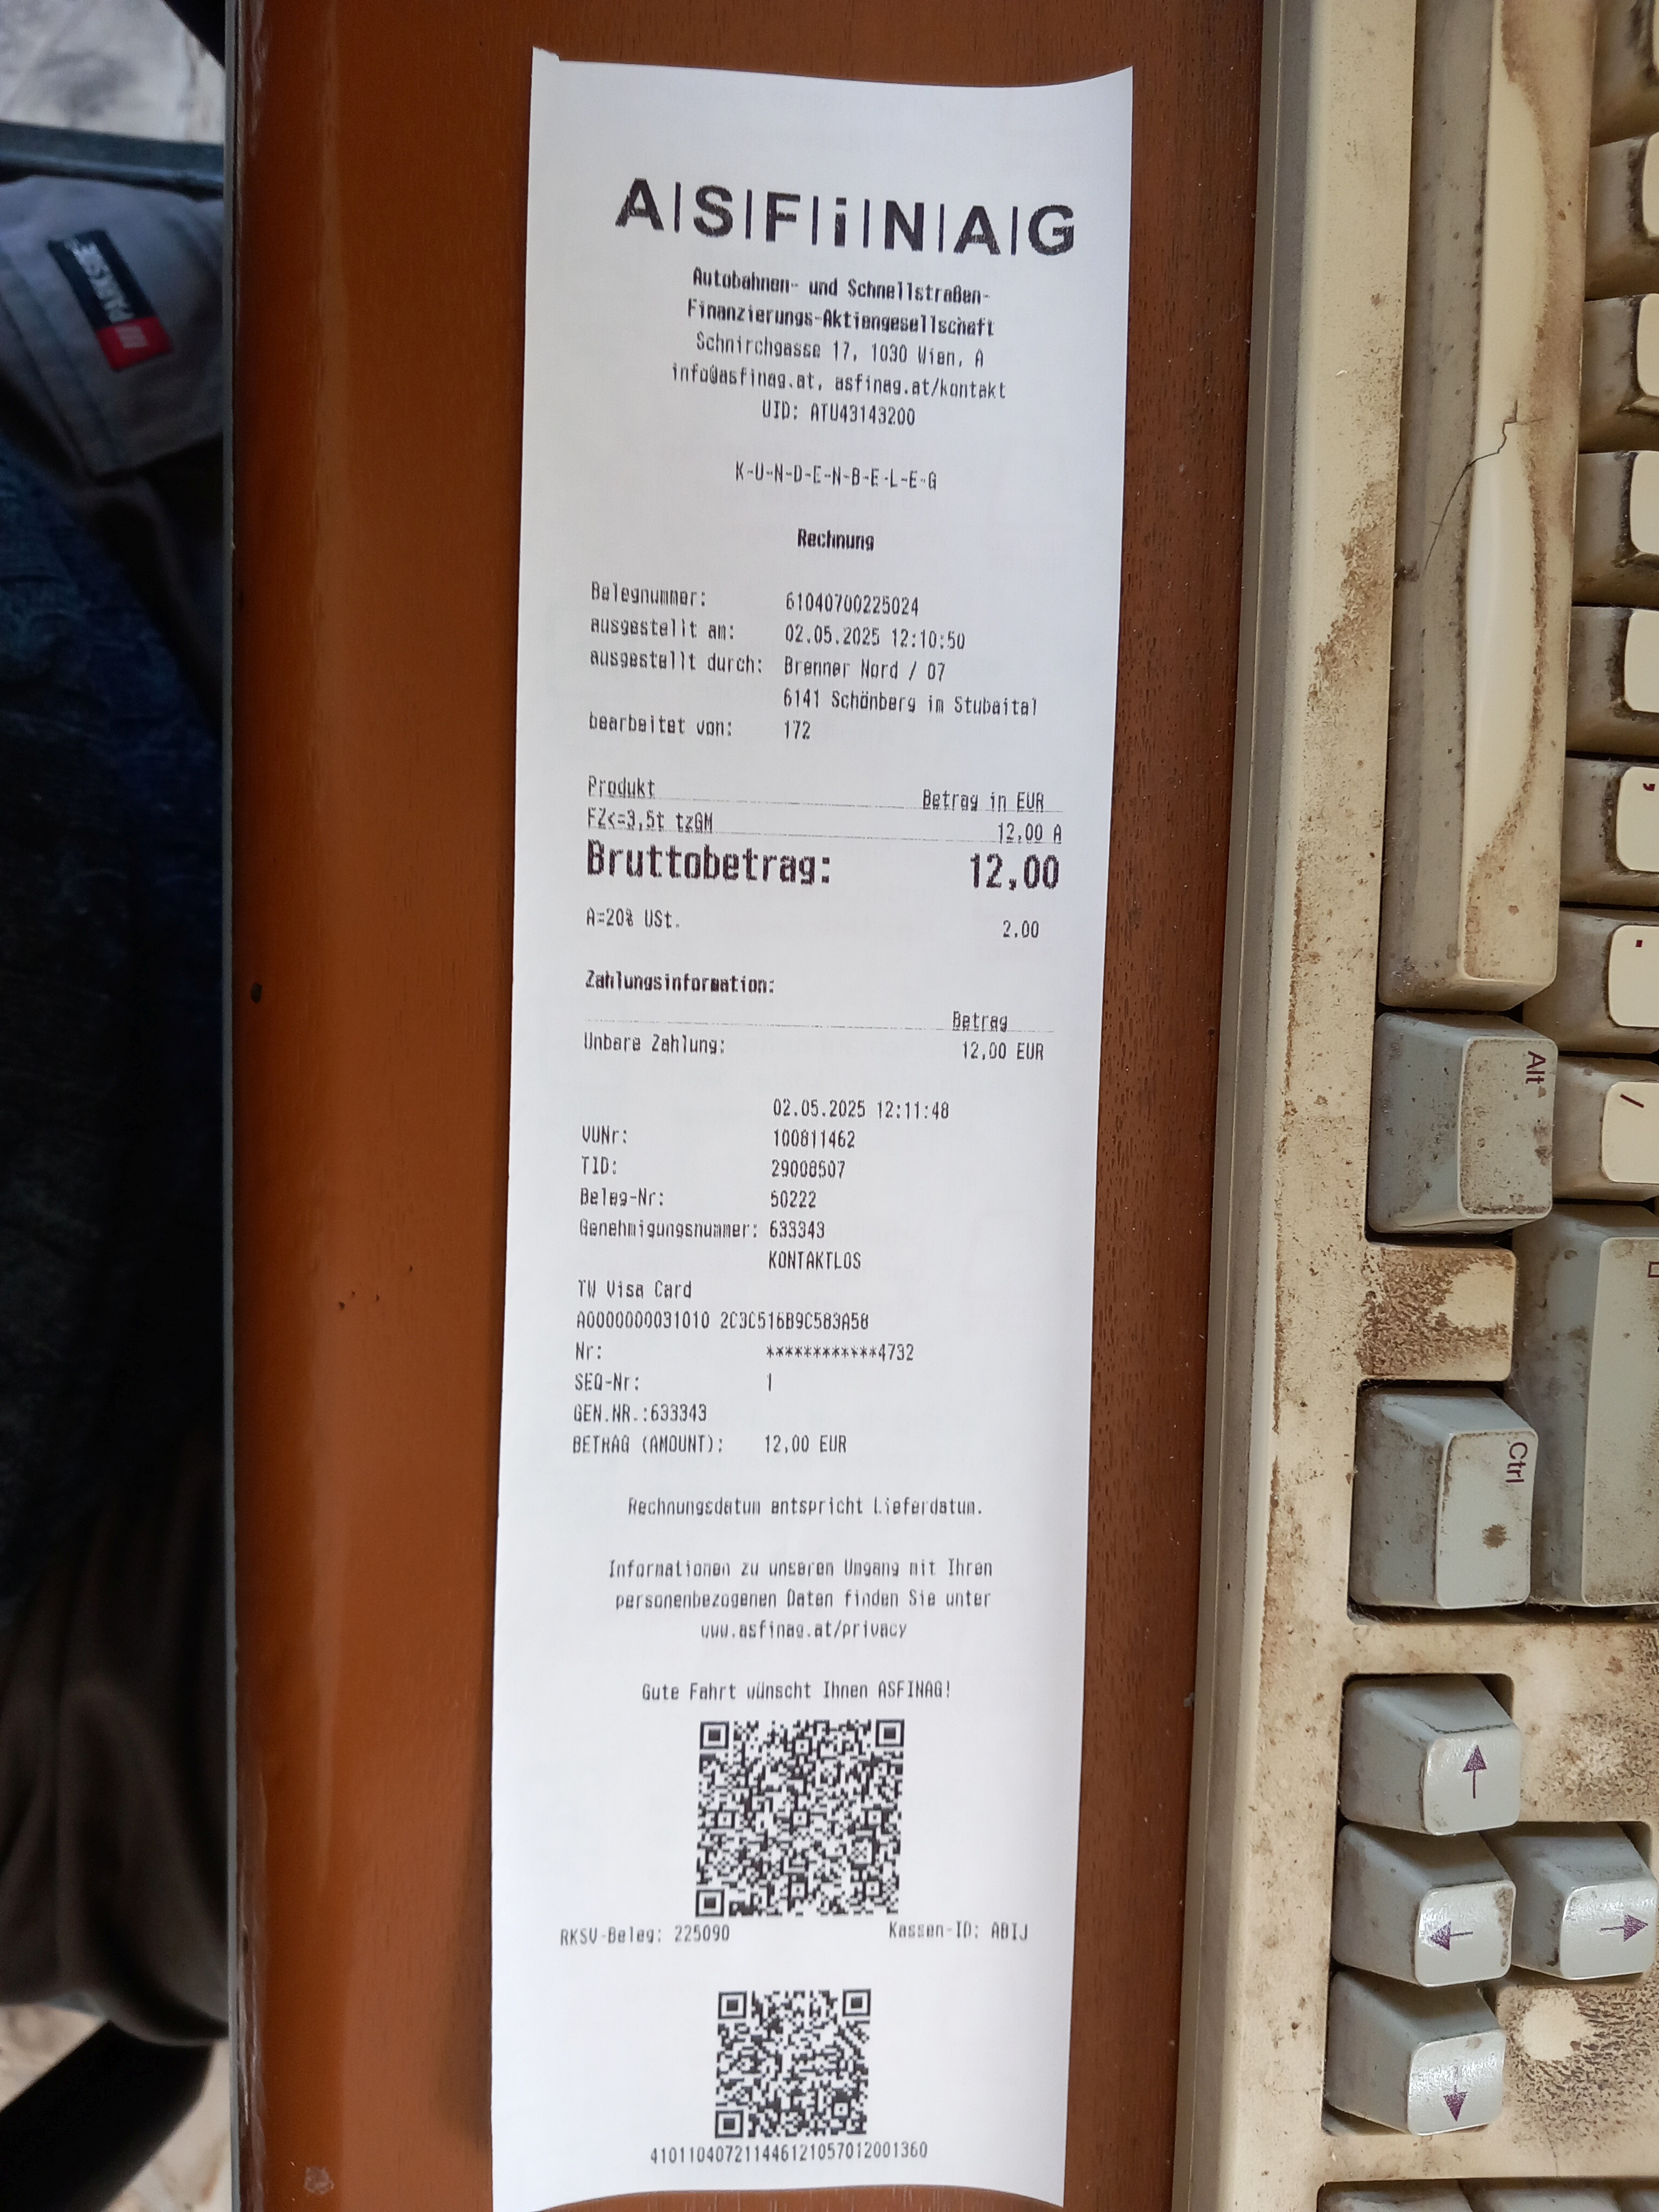 A|S|F|i|N|A|G
Autobahnen- und Schnellstraßen-
Finanzierungs-Aktiengesellschaft
Schnirchgasse 17, 1030 Wien, A
info@asfinag.at, asfinag.at/kontakt
UID: ATU43143200
K-U-N-D-E-N-B-E-L-E-G
Rechnung
Belegnummer: 61040700225024
ausgestellt am: 02.05.2025 12:10:50
ausgestellt durch: Brenner Nord / 07
6141 Schönberg im Stubaital
bearbeitet von: 172
Produkt Betrag in EUR
FZ<=3,5t tzGM 12,00 A
Bruttobetrag: 12,00
A=20% USt. 2.00
Zahlungsinformation:
Betrag
Unbare Zahlung: 12,00 EUR
02.05.2025 12:11:48
VUNr: 100811462
TID: 29008507
Beleg-Nr: 50222
Genehmigungsnummer: 633343
KONTAKTLOS
TW Visa Card
A0000000031010 2C3C516B9C583A58
Nr: ************4732
SEQ-Nr: 1
GEN.NR.:633343
BETRAG (AMOUNT): 12,00 EUR
Rechnungsdatum entspricht Lieferdatum.
Informationen zu unseren Umgang mit Ihren
personenbezogenen Daten finden Sie unter
www.asfinag.at/privacy
Gute Fahrt wünscht Ihnen ASFINAG!
RKSV-Beleg: 225090 Kassen-ID: ABIJ
41011040721144612105701200​1360
Alt
Ctrl
/